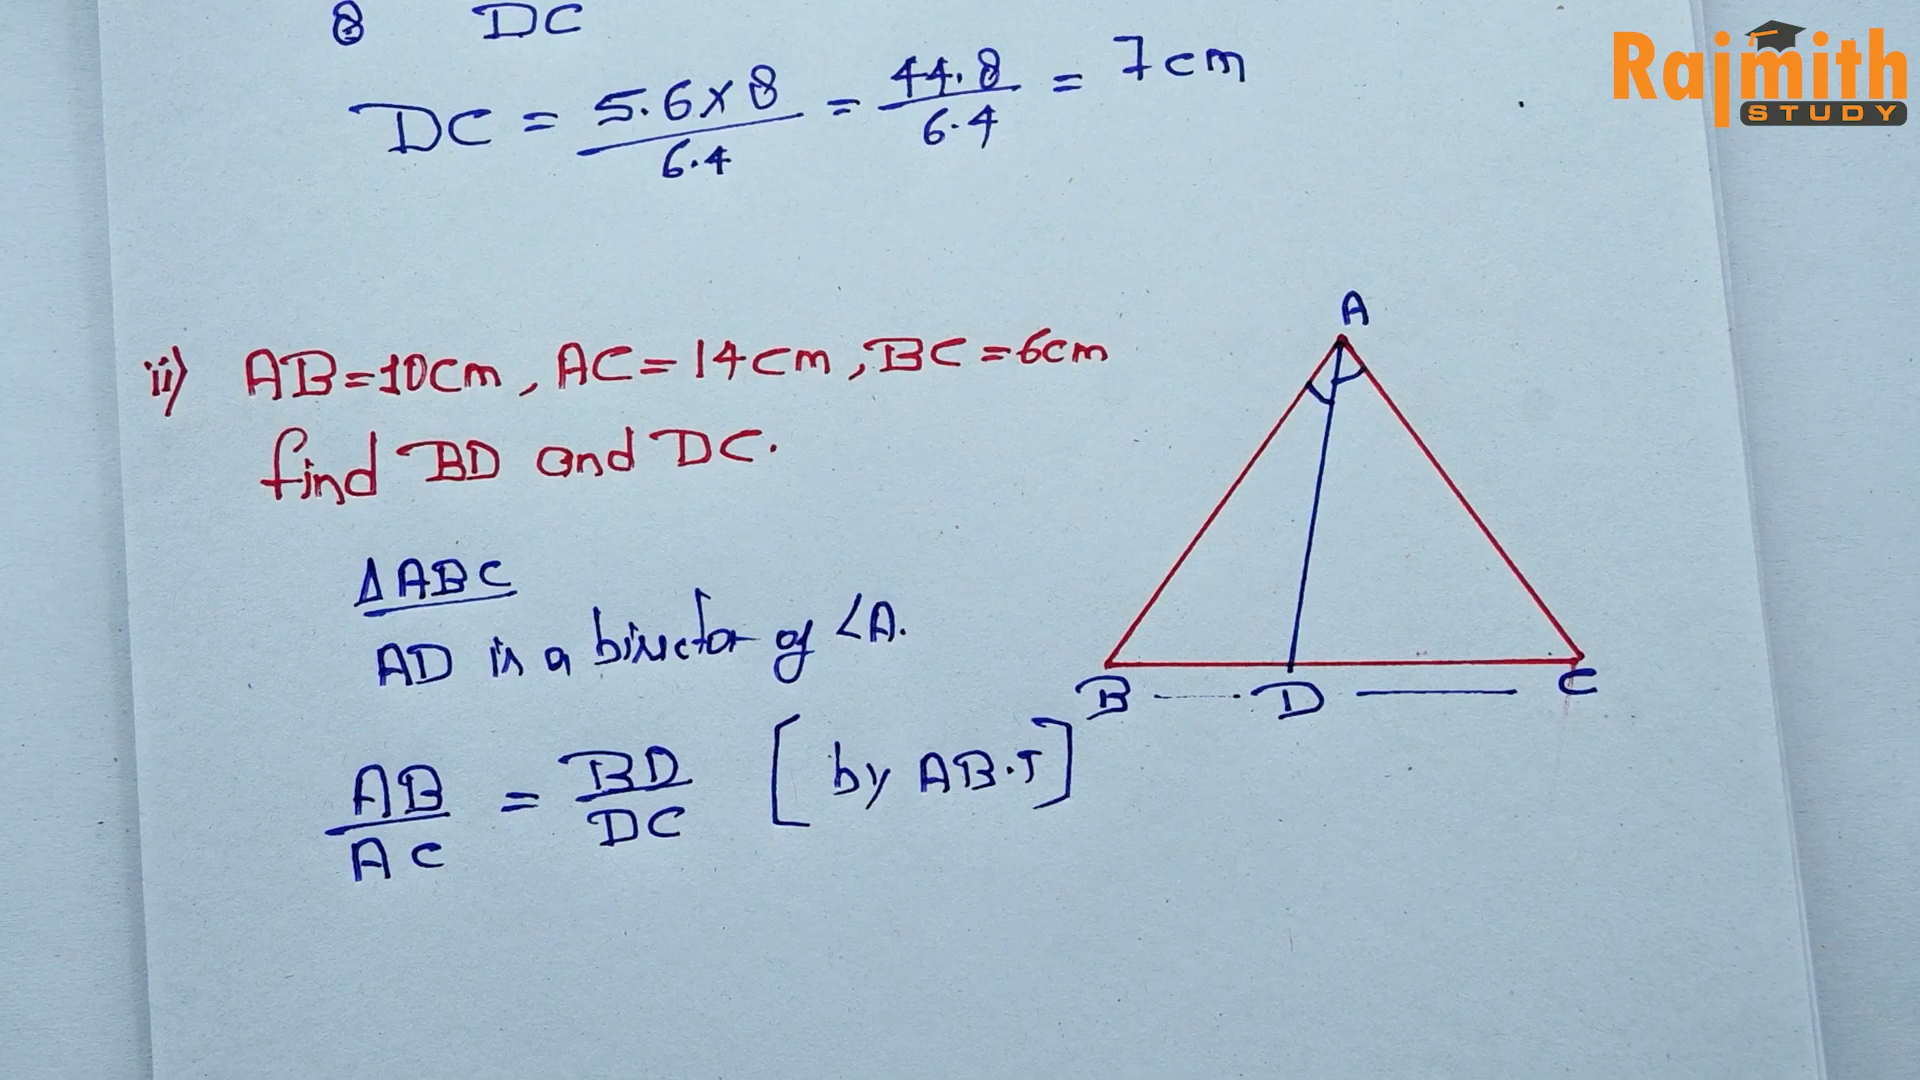 8 DC
DC = 5.6×8 / 6.4 = 44.8 / 6.4 = 7cm
Rajmith
STUDY
ii) AB=10cm, AC=14cm, BC=6cm
find BD and DC.
A
ΔABC
AD is a bisector of ∠A.
B D C
AB / AC = BD / DC [by AB.T]